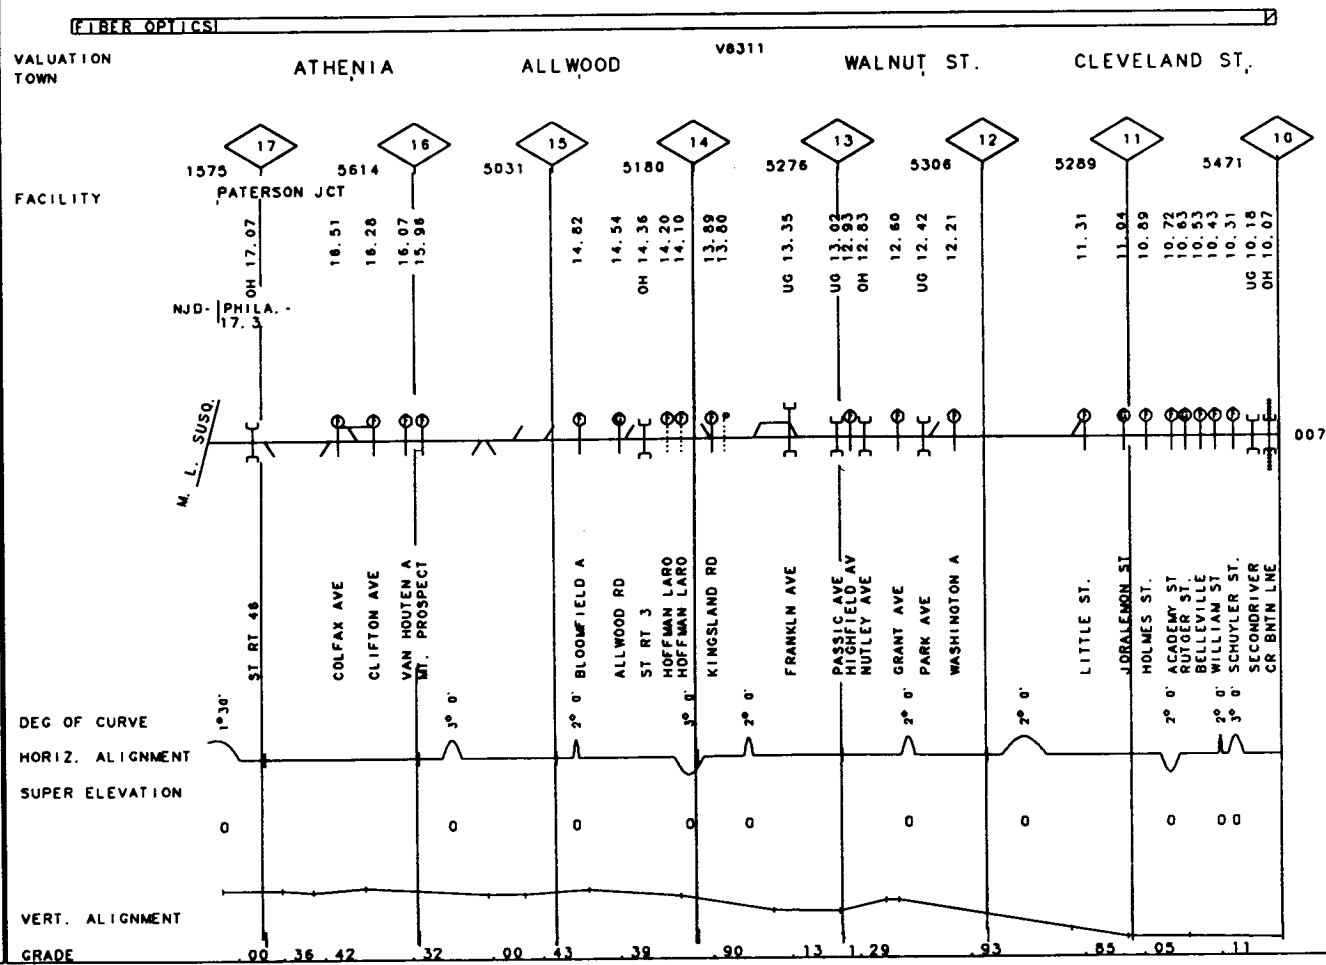 FIBER OPTICS
VALUATION V8311
TOWN ATHENIA ALLWOOD WALNUT ST. CLEVELAND ST.
17 16 15 14 13 12 11 10
1575 5614 5031 5180 5276 5306 5289 5471
FACILITY PATERSON JCT
OH 17.07
16.51
16.28
16.07
15.96
14.82
14.54
OH 14.36
14.20
14.10
13.89
13.80
UG 13.35
UG 13.02
12.93
OH 12.83
12.60
UG 12.42
12.21
11.31
11.04
10.89
10.72
10.63
10.53
10.43
10.31
UG 10.18
OH 10.07
NJD- PHILA. -
17.3
M. L. SUSQ.
P
007
ST RT 46
COLFAX AVE
CLIFTON AVE
VAN HOUTEN A
MT. PROSPECT
BLOOMFIELD A
ALLWOOD RD
ST RT 3
HOFFMAN LARO
HOFFMAN LARO
KINGSLAND RD
FRANKLN AVE
PASSIC AVE
HIGHFIELD AV
NUTLEY AVE
GRANT AVE
PARK AVE
WASHINGTON A
LITTLE ST.
JORALEMON ST
HOLMES ST.
ACADEMY ST
RUTGER ST.
BELLEVILLE
WILLIAM ST
SCHUYLER ST.
SECONDRIVER
CR BNTN LNE
DEG OF CURVE 1°30' 3° 0' 2° 0' 3° 0' 2° 0' 2° 0' 2° 0' 2° 0' 2° 0' 3° 0'
HORIZ. ALIGNMENT
SUPER ELEVATION
0 0 0 0 0 0 0 0 0 0
VERT. ALIGNMENT
GRADE .00 .36 .42 .32 .00 .43 .39 .90 .13 1.29 .93 .85 .05 .11